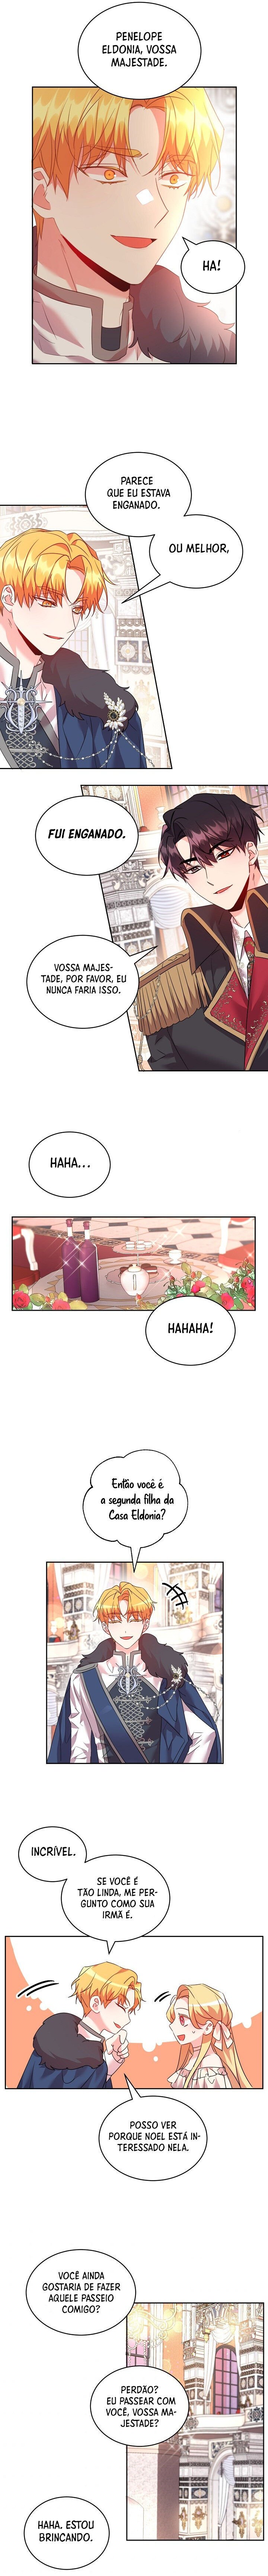 PENELOPE
ELDONIA, VOSSA
MAJESTADE.
HA!
PARECE
QUE EU ESTAVA
ENGANADO.
OU MELHOR,
FUI ENGANADO.
VOSSA MAJES-
TADE, POR FAVOR, EU
NUNCA FARIA ISSO.
HAHA...
HAHAHA!
Então você é
a segunda filha da
Casa Eldonia?
INCRÍVEL.
SE VOCÊ É
TÃO LINDA, ME PER-
GUNTO COMO SUA
IRMÃ É.
POSSO VER
PORQUE NOEL ESTÁ IN-
TERESSADO NELA.
VOCÊ AINDA
GOSTARIA DE FAZER
AQUELE PASSEIO
COMIGO?
PERDÃO?
EU PASSEAR COM
VOCÊ, VOSSA MA-
JESTADE?
HAHA. ESTOU
BRINCANDO.